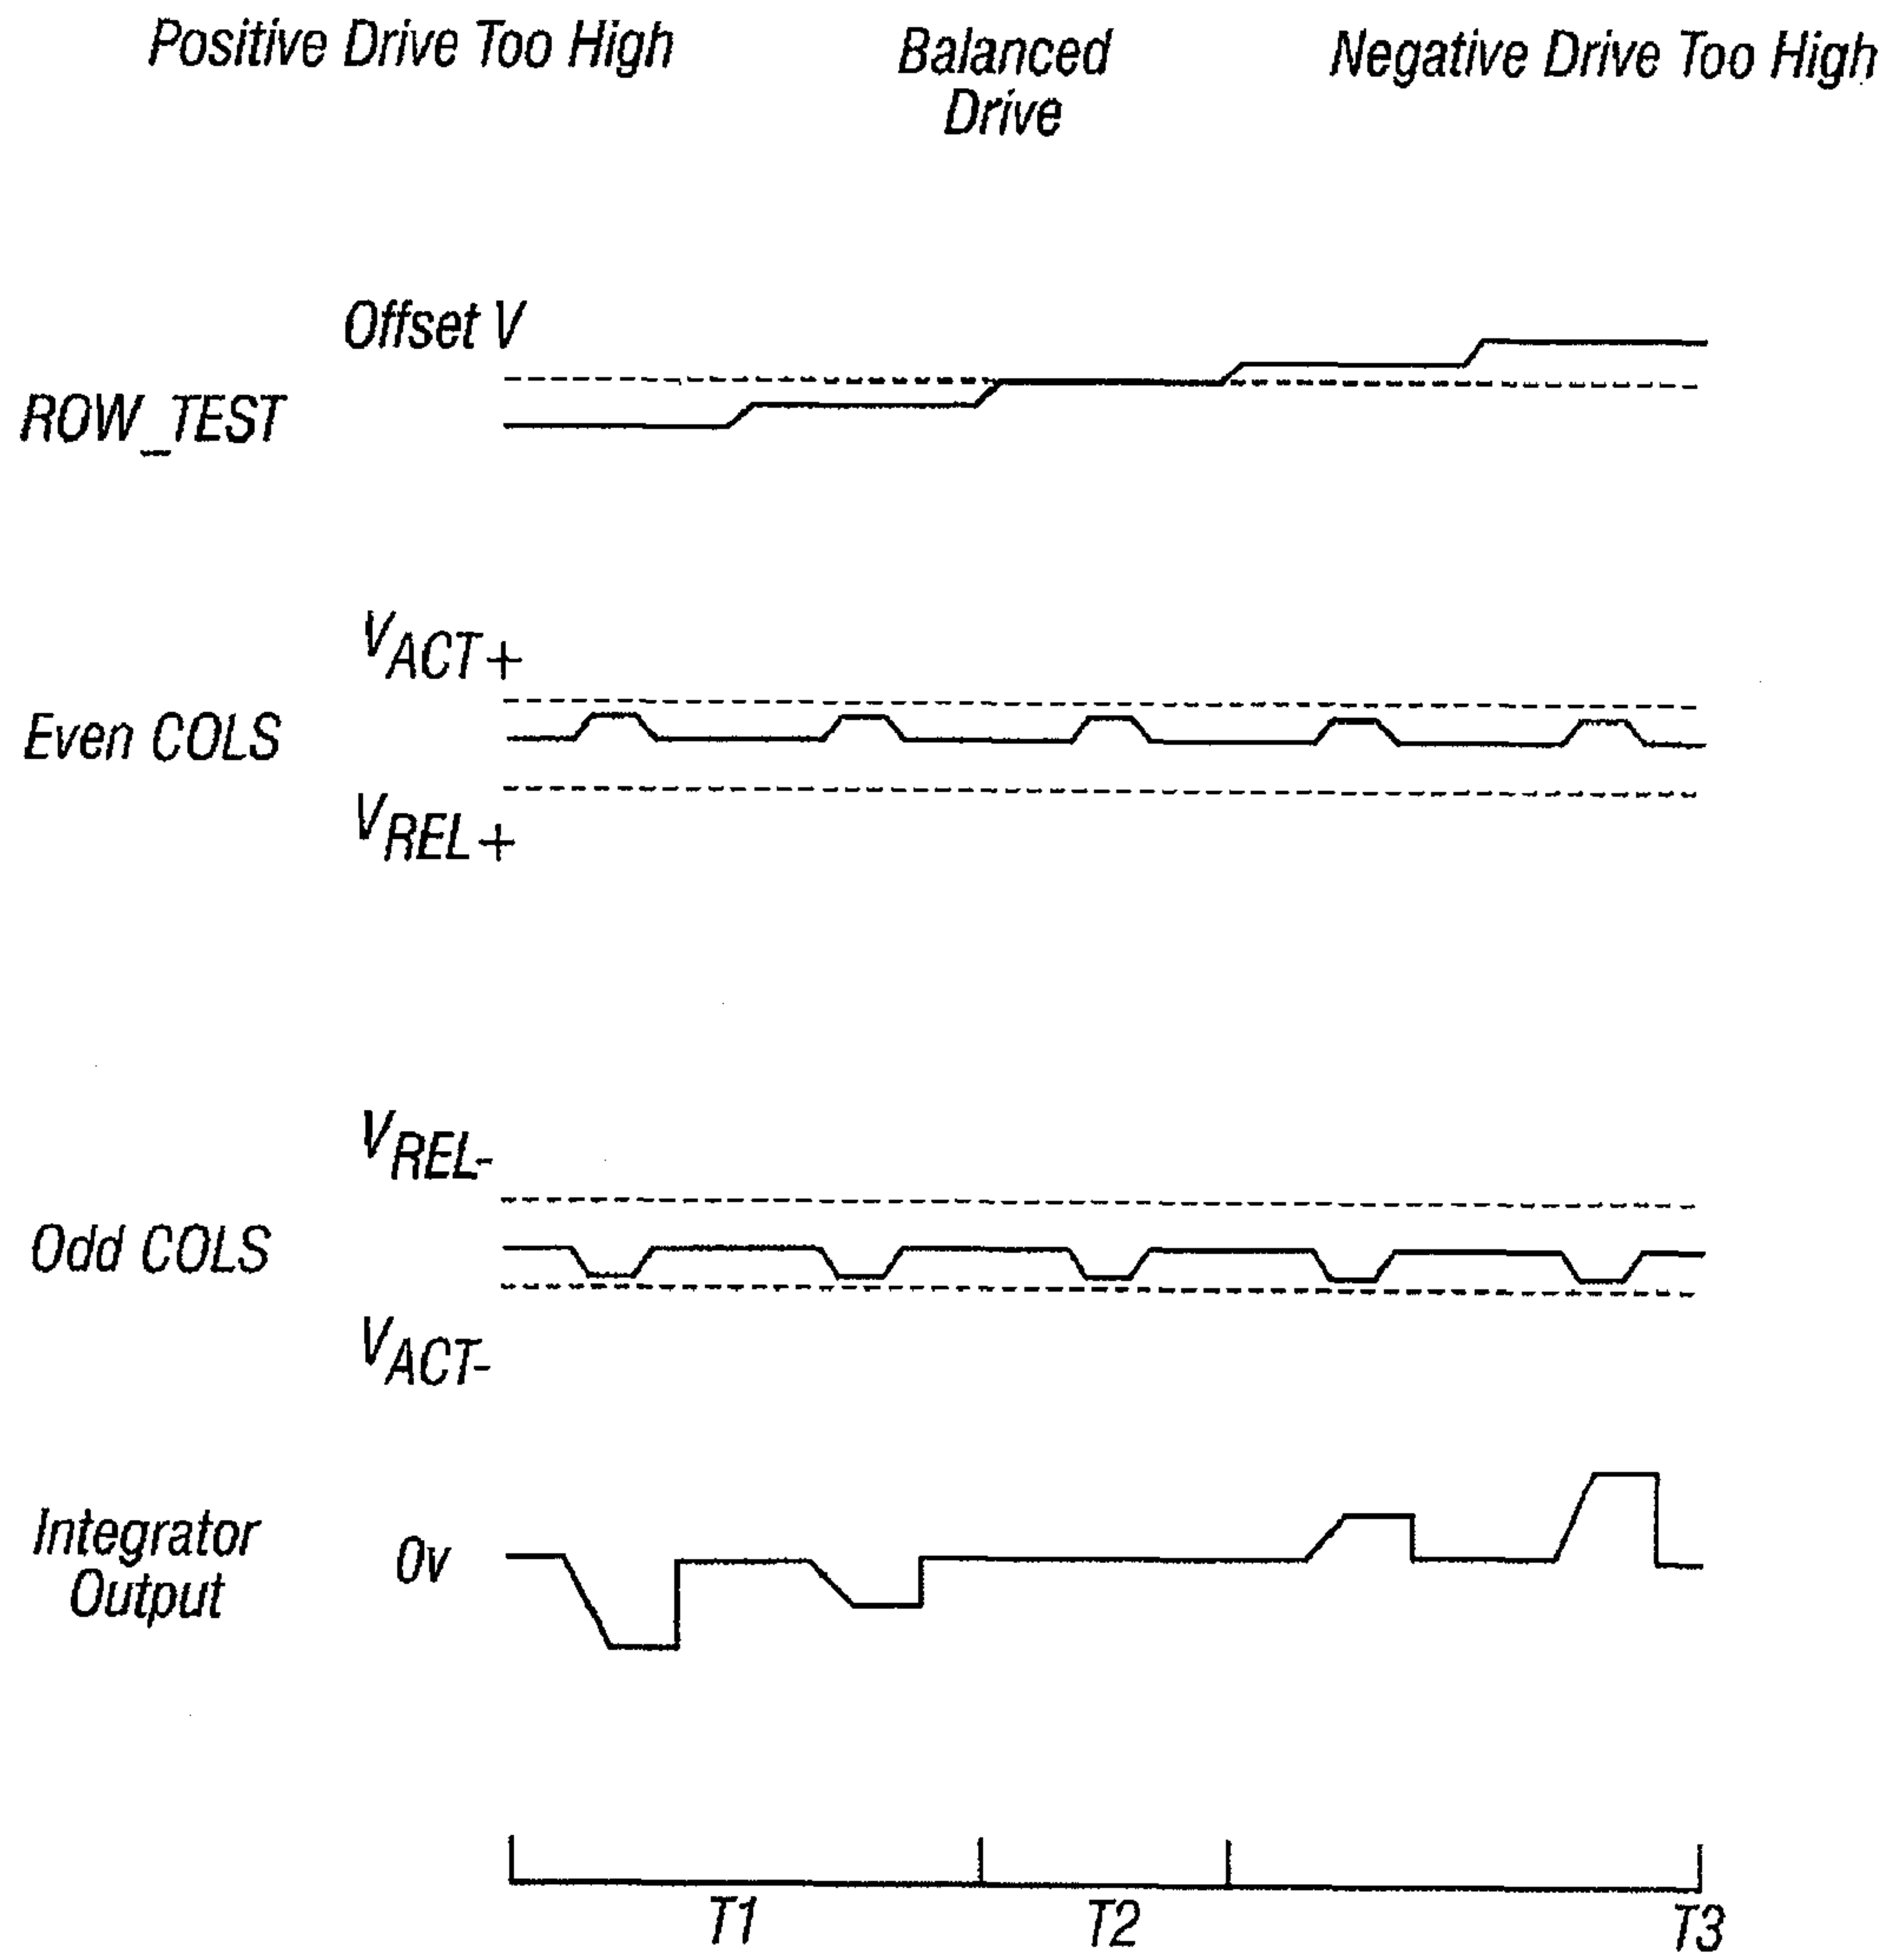 Positive Drive Too High
Balanced
Drive
Negative Drive Too High
Offset V
ROW_TEST
VACT+
Even COLS
VREL+
VREL-
Odd COLS
VACT-
Integrator
Output
0v
T1
T2
T3